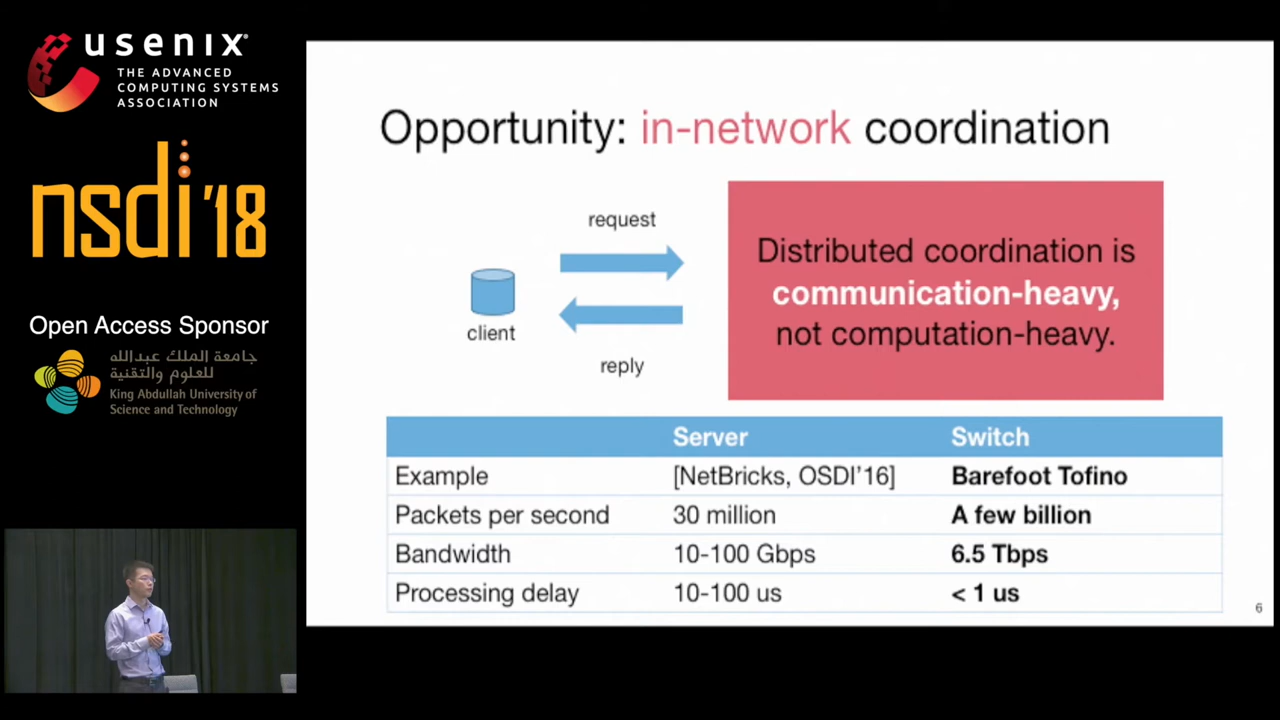 usenix®
THE ADVANCED
COMPUTING SYSTEMS
ASSOCIATION
nsdi '18
Open Access Sponsor
جامعة الملك عبدالله
للعلوم والتقنية
King Abdullah University of
Science and Technology
Opportunity: in-network coordination
request
client
reply
Distributed coordination is
communication-heavy,
not computation-heavy.
Server Switch
Example [NetBricks, OSDI'16] Barefoot Tofino
Packets per second 30 million A few billion
Bandwidth 10-100 Gbps 6.5 Tbps
Processing delay 10-100 us < 1 us
6